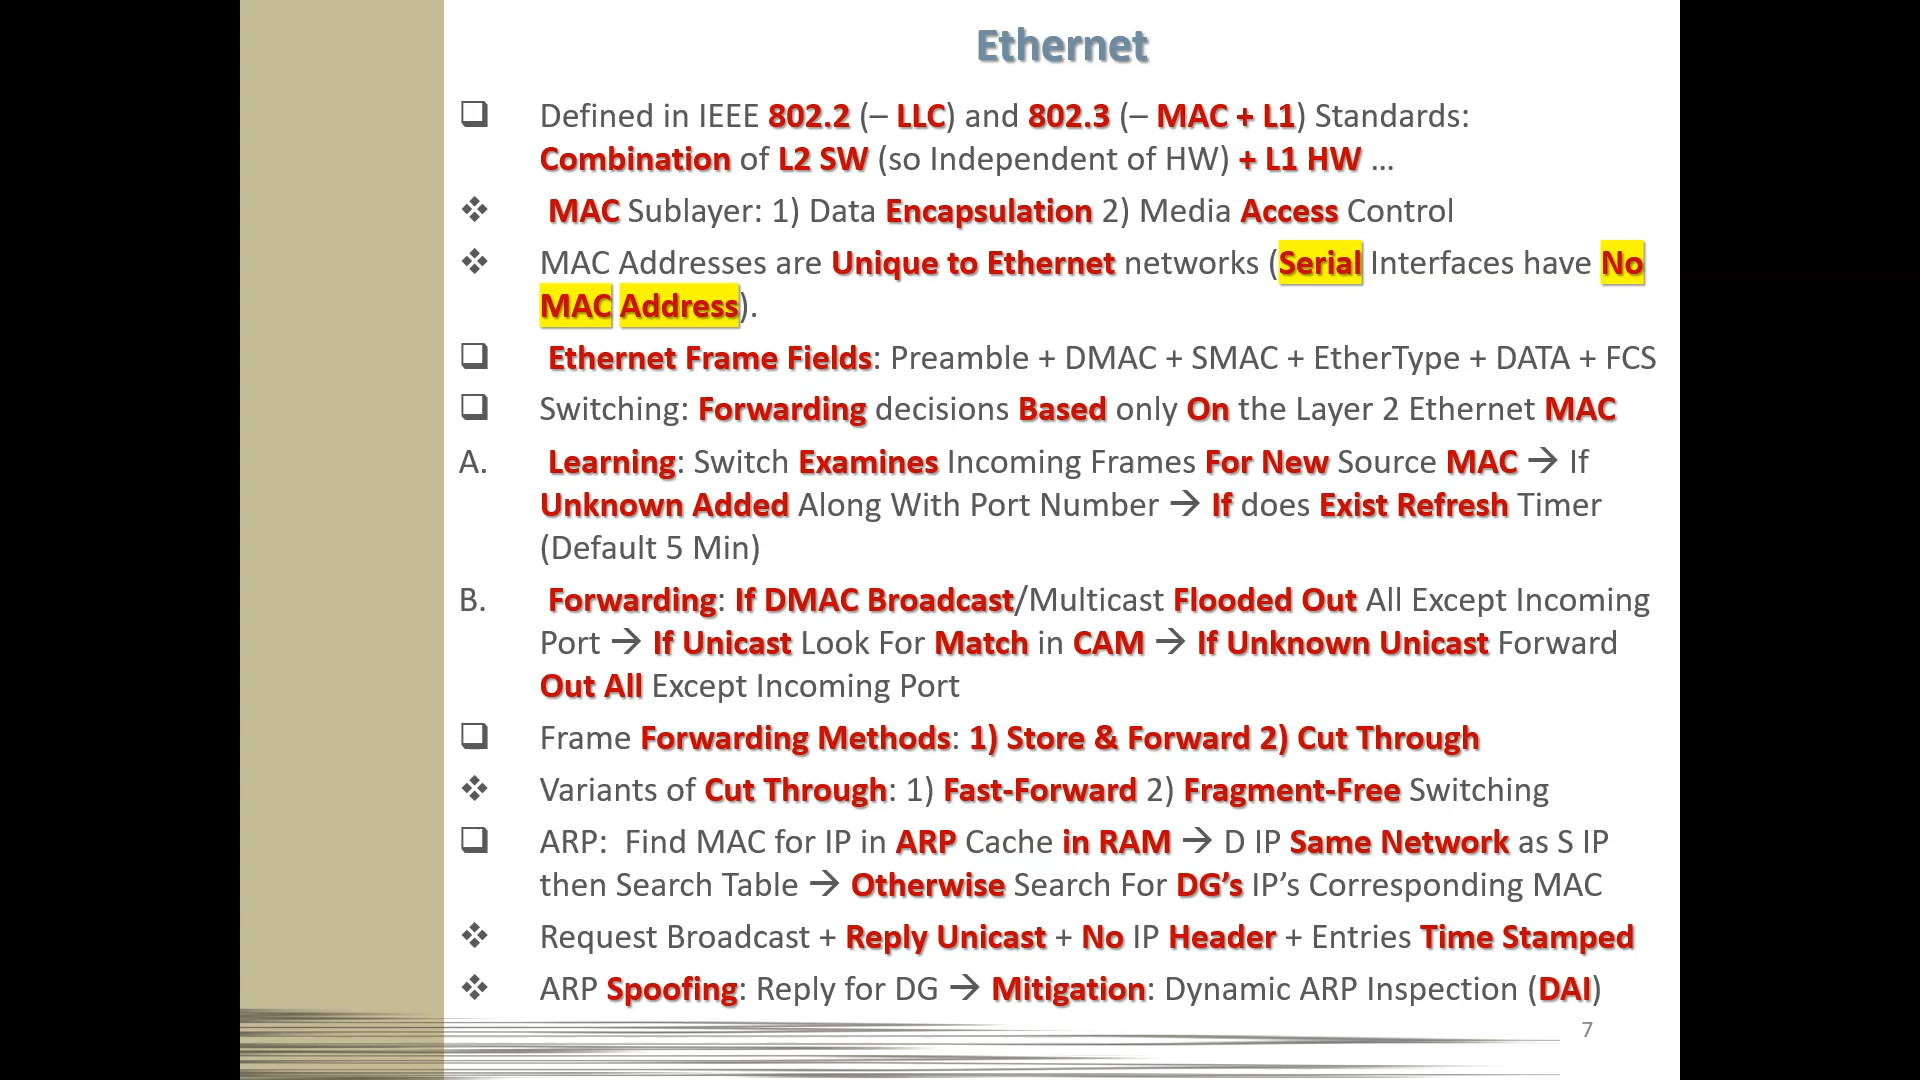 Ethernet
❑ Defined in IEEE 802.2 (– LLC) and 802.3 (– MAC + L1) Standards:
Combination of L2 SW (so Independent of HW) + L1 HW …
❖ MAC Sublayer: 1) Data Encapsulation 2) Media Access Control
❖ MAC Addresses are Unique to Ethernet networks (Serial Interfaces have No
MAC Address).
❑ Ethernet Frame Fields: Preamble + DMAC + SMAC + EtherType + DATA + FCS
❑ Switching: Forwarding decisions Based only On the Layer 2 Ethernet MAC
A. Learning: Switch Examines Incoming Frames For New Source MAC → If
Unknown Added Along With Port Number → If does Exist Refresh Timer
(Default 5 Min)
B. Forwarding: If DMAC Broadcast/Multicast Flooded Out All Except Incoming
Port → If Unicast Look For Match in CAM → If Unknown Unicast Forward
Out All Except Incoming Port
❑ Frame Forwarding Methods: 1) Store & Forward 2) Cut Through
❖ Variants of Cut Through: 1) Fast-Forward 2) Fragment-Free Switching
❑ ARP: Find MAC for IP in ARP Cache in RAM → D IP Same Network as S IP
then Search Table → Otherwise Search For DG’s IP’s Corresponding MAC
❖ Request Broadcast + Reply Unicast + No IP Header + Entries Time Stamped
❖ ARP Spoofing: Reply for DG → Mitigation: Dynamic ARP Inspection (DAI)
7